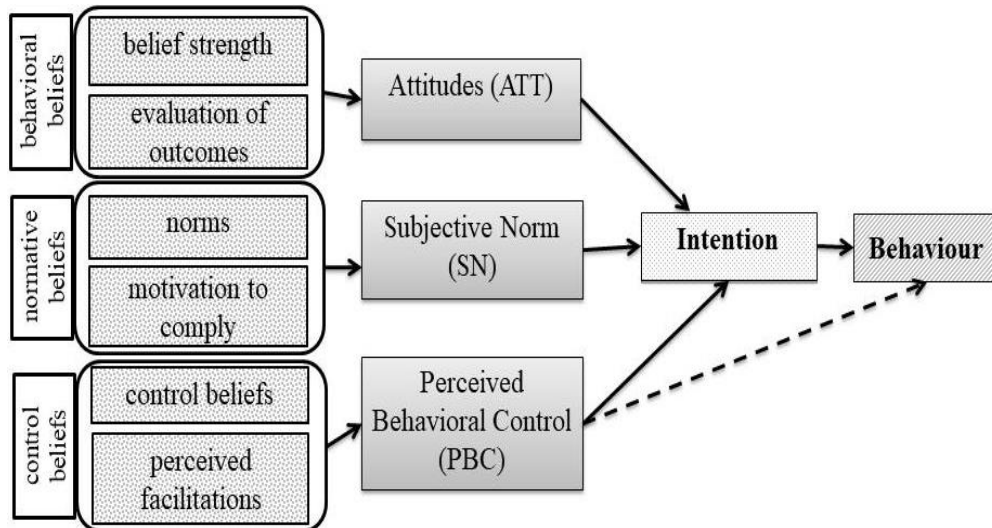 behavioral
beliefs
belief strength
evaluation of
outcomes
Attitudes (ATT)
normative
beliefs
norms
motivation to
comply
Subjective Norm
(SN)
Intention
Behaviour
control
beliefs
control beliefs
perceived
facilitations
Perceived
Behavioral Control
(PBC)